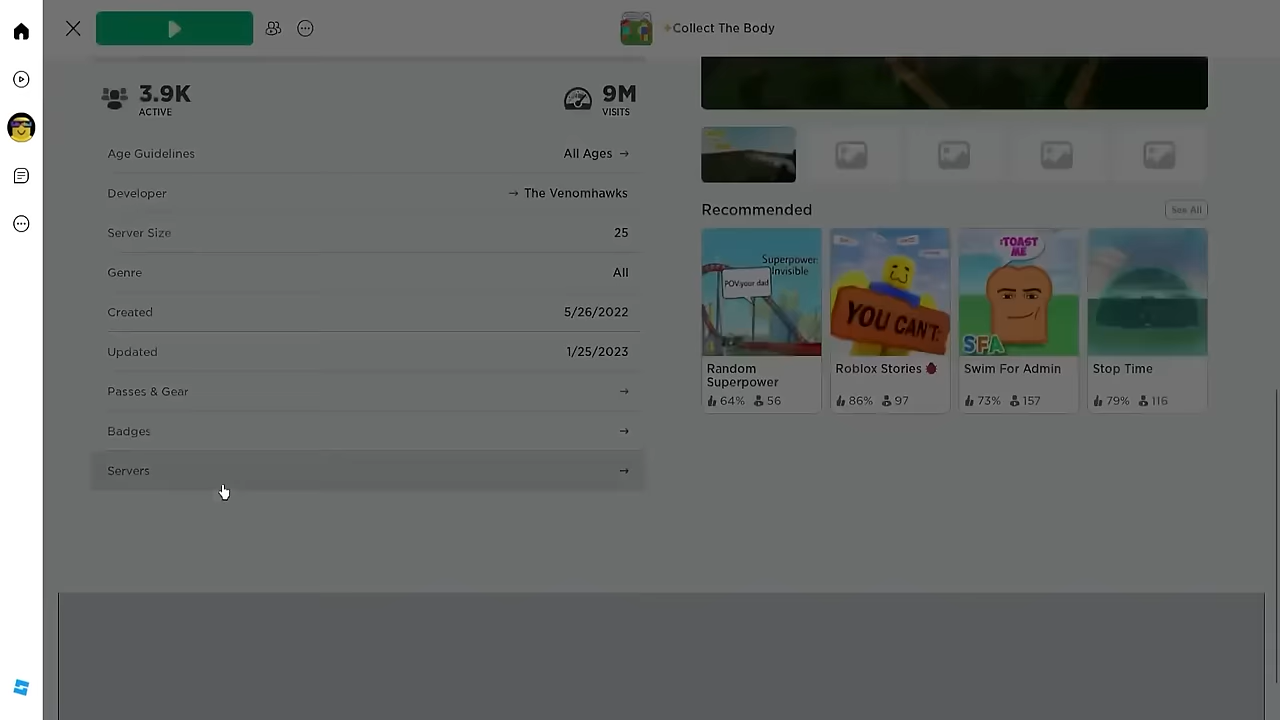 Collect The Body
3.9K
ACTIVE
9M
VISITS
Age Guidelines
All Ages →
Developer
→ The Venomhawks
Server Size
25
Genre
All
Created
5/26/2022
Updated
1/25/2023
Passes & Gear →
Badges →
Servers →
Recommended
See All
Superpower:
Invisible
POV:your dad
Random
Superpower
64% 56
YOU CAN'T:
Roblox Stories
86% 97
TOAST
ME
SFA
Swim For Admin
73% 157
Stop Time
79% 116